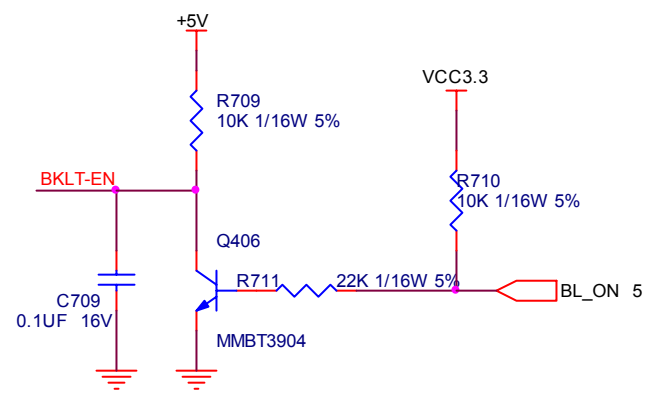 +5V
VCC3.3
R709
10K 1/16W 5%
BKLT-EN
R710
10K 1/16W 5%
Q406
R711
22K 1/16W 5%
BL_ON 5
C709
0.1UF 16V
MMBT3904